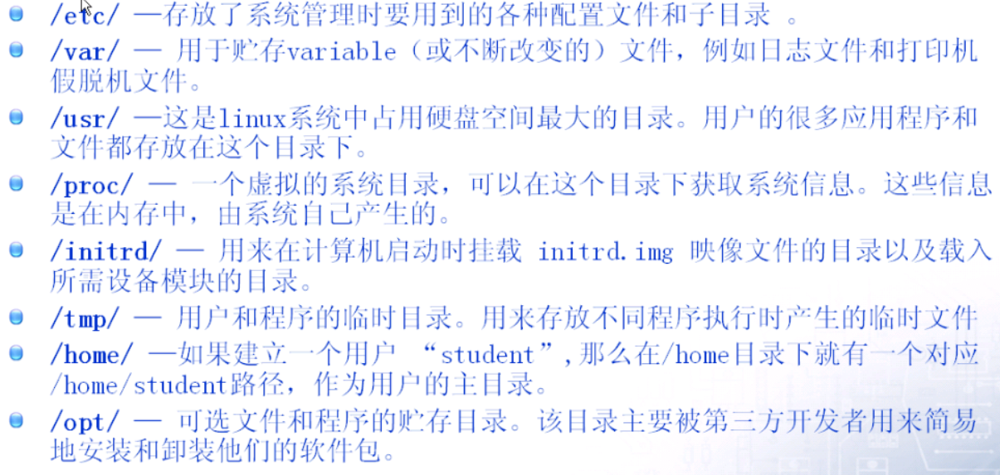 /etc/ —存放了系统管理时要用到的各种配置文件和子目录 。
/var/ — 用于贮存variable（或不断改变的）文件，例如日志文件和打印机
假脱机文件。
/usr/ —这是linux系统中占用硬盘空间最大的目录。用户的很多应用程序和
文件都存放在这个目录下。
/proc/ — 一个虚拟的系统目录，可以在这个目录下获取系统信息。这些信息
是在内存中，由系统自己产生的。
/initrd/ — 用来在计算机启动时挂载 initrd.img 映像文件的目录以及载入
所需设备模块的目录。
/tmp/ — 用户和程序的临时目录。用来存放不同程序执行时产生的临时文件
/home/ —如果建立一个用户 “student”,那么在/home目录下就有一个对应
/home/student路径，作为用户的主目录。
/opt/ — 可选文件和程序的贮存目录。该目录主要被第三方开发者用来简易
地安装和卸装他们的软件包。